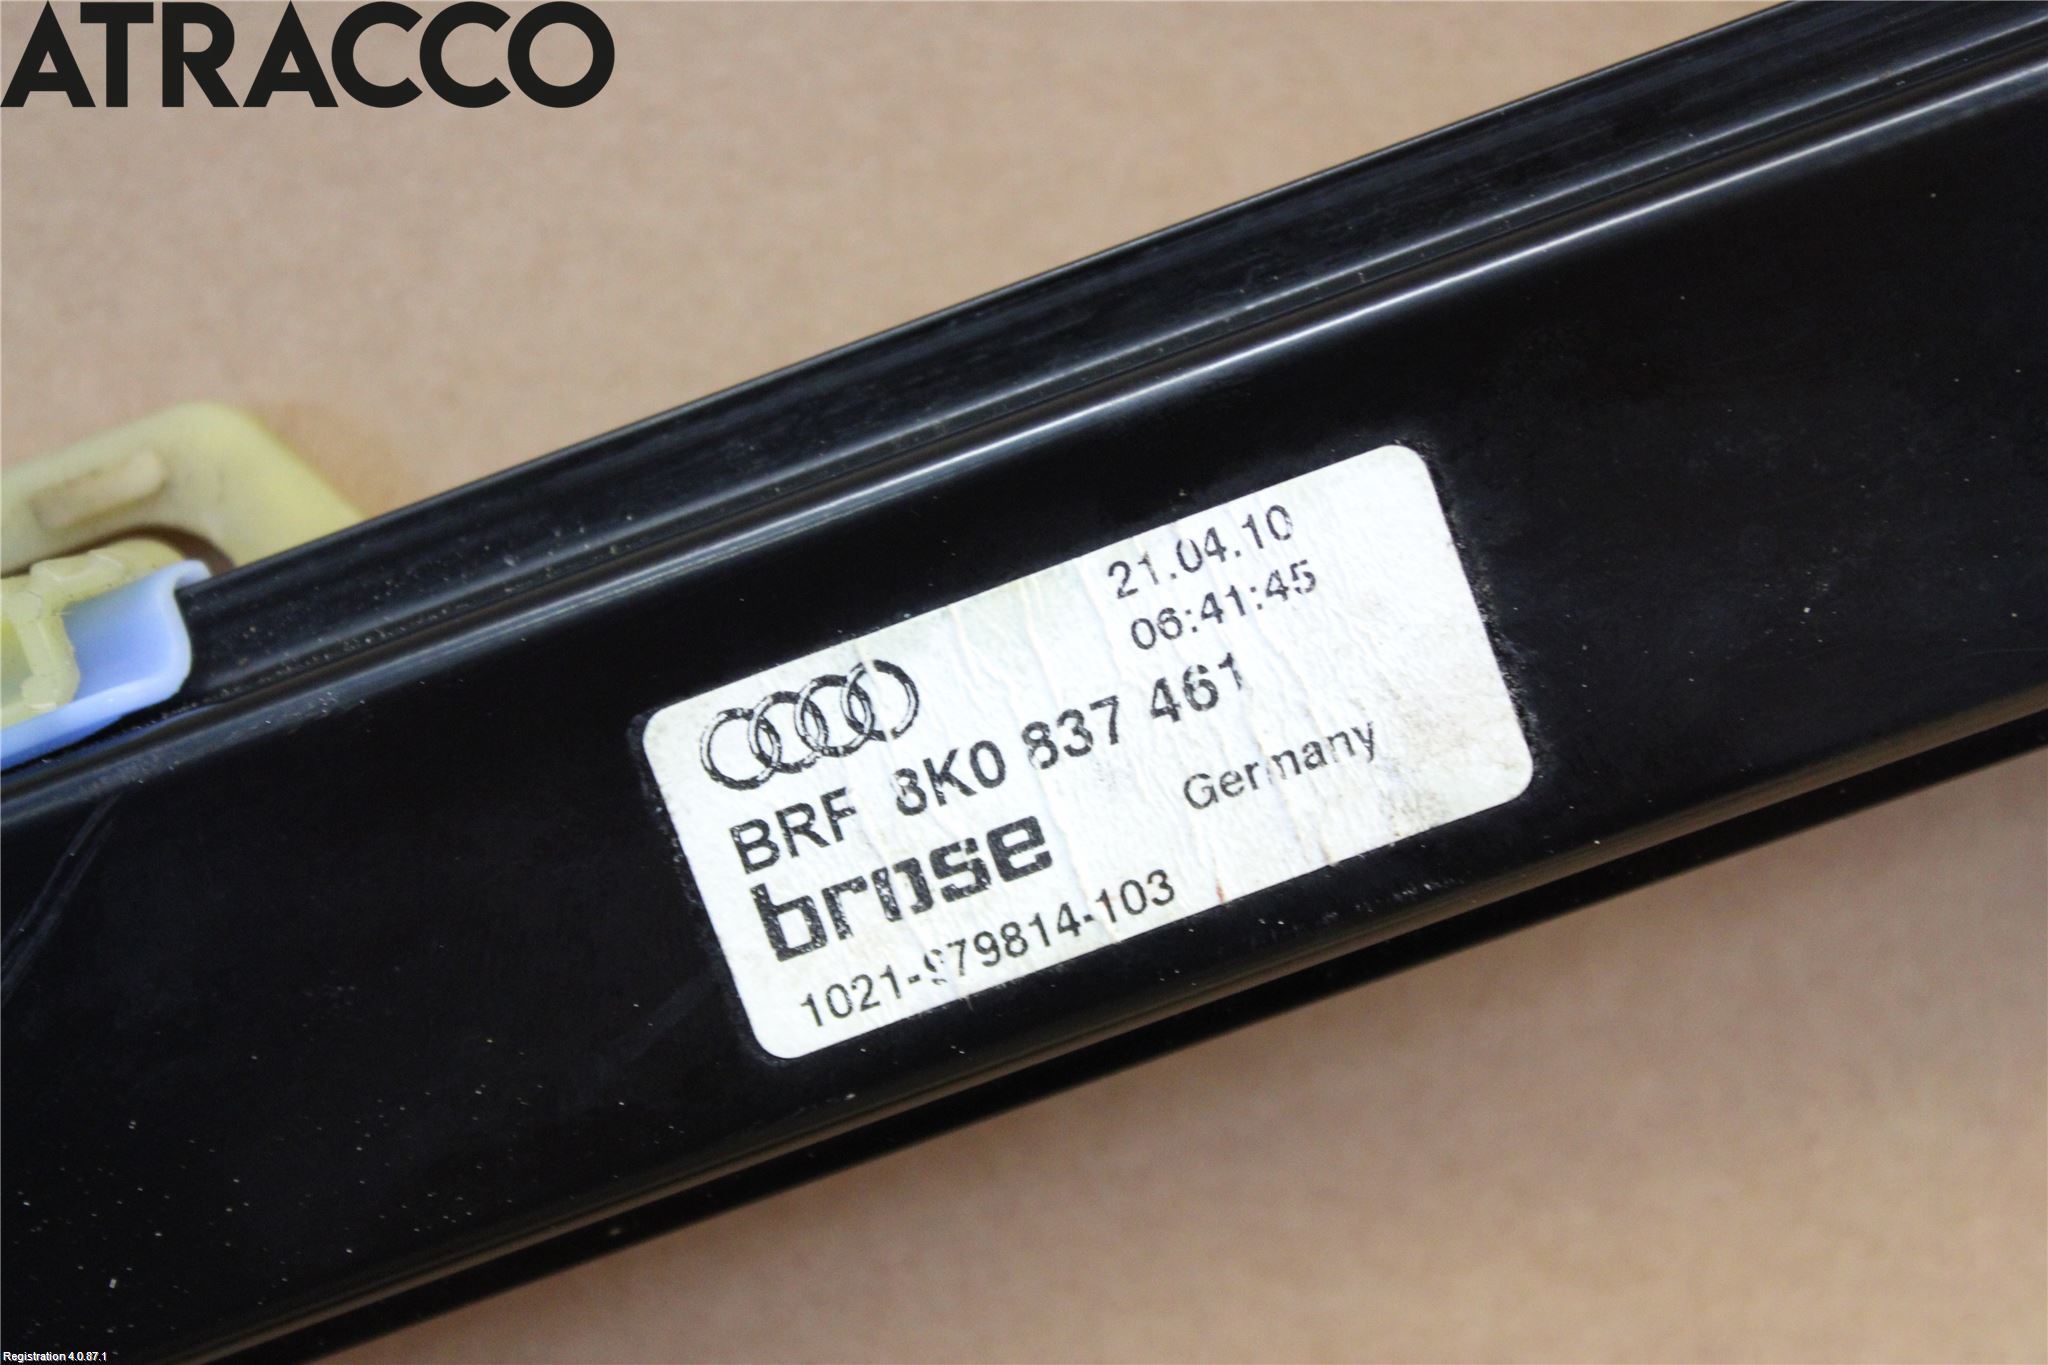 ATRACCO
21.04.10
06:41:45
BRF 8K0 837 461
Germany
brose
1021-979814-103
Registration 4.0.87.1